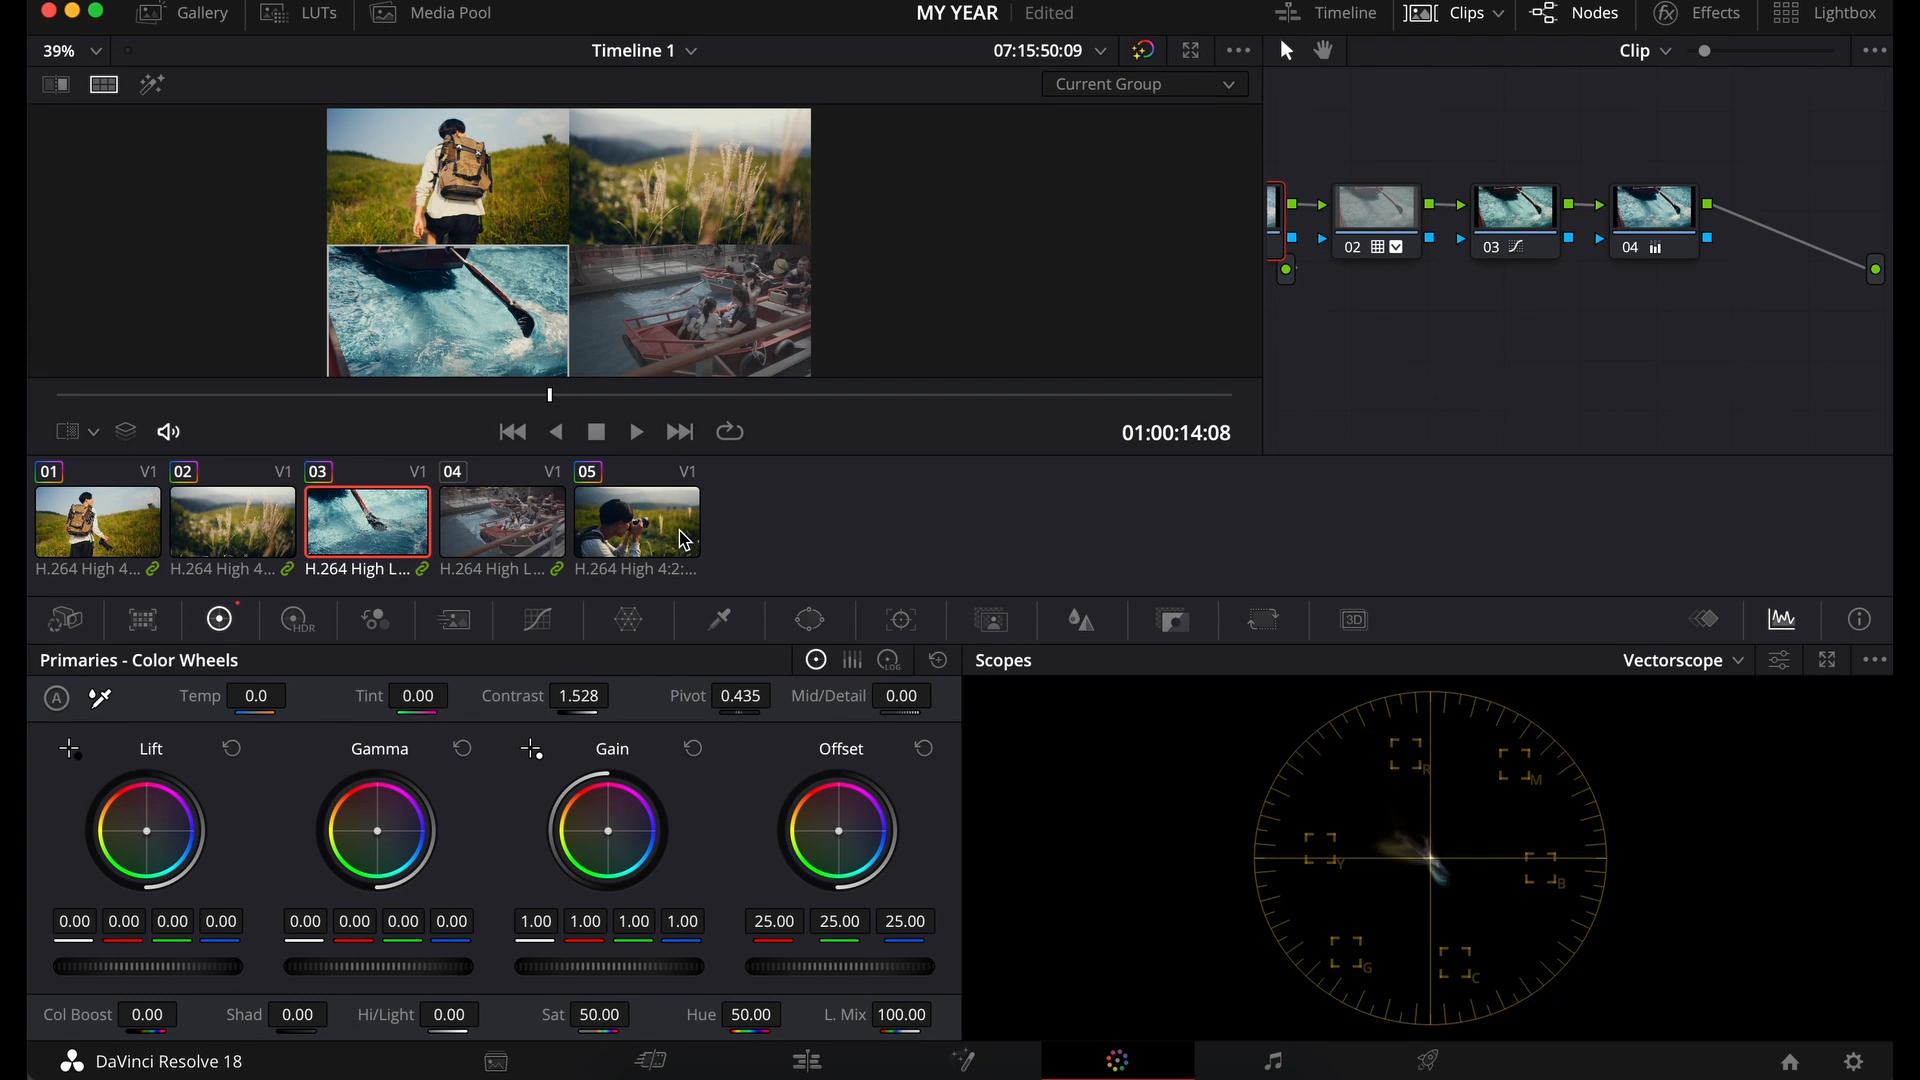 Gallery LUTs Media Pool MY YEAR Edited Timeline Clips Nodes fx Effects Lightbox
39% Timeline 1 07:15:50:09 Clip
Current Group
02 03 04
01:00:14:08
01 V1 02 V1 03 V1 04 V1 05 V1
H.264 High 4... H.264 High 4... H.264 High L... H.264 High L... H.264 High 4:2:...
HDR 3D
Primaries - Color Wheels LOG Scopes Vectorscope
A Temp 0.0 Tint 0.00 Contrast 1.528 Pivot 0.435 Mid/Detail 0.00
Lift Gamma Gain Offset
R M Y B G C
0.00 0.00 0.00 0.00 0.00 0.00 0.00 0.00 1.00 1.00 1.00 1.00 25.00 25.00 25.00
Col Boost 0.00 Shad 0.00 Hi/Light 0.00 Sat 50.00 Hue 50.00 L. Mix 100.00
DaVinci Resolve 18